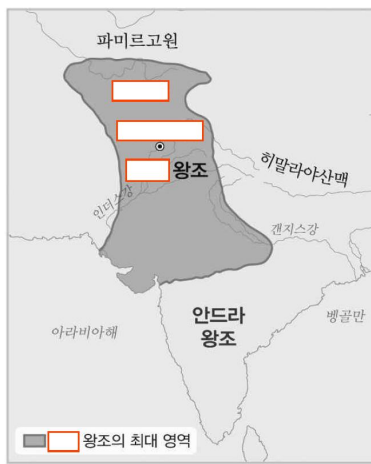 파미르고원
왕조
히말라야산맥
인더스강
갠지스강
안드라
왕조
아라비아해
벵골만
왕조의 최대 영역